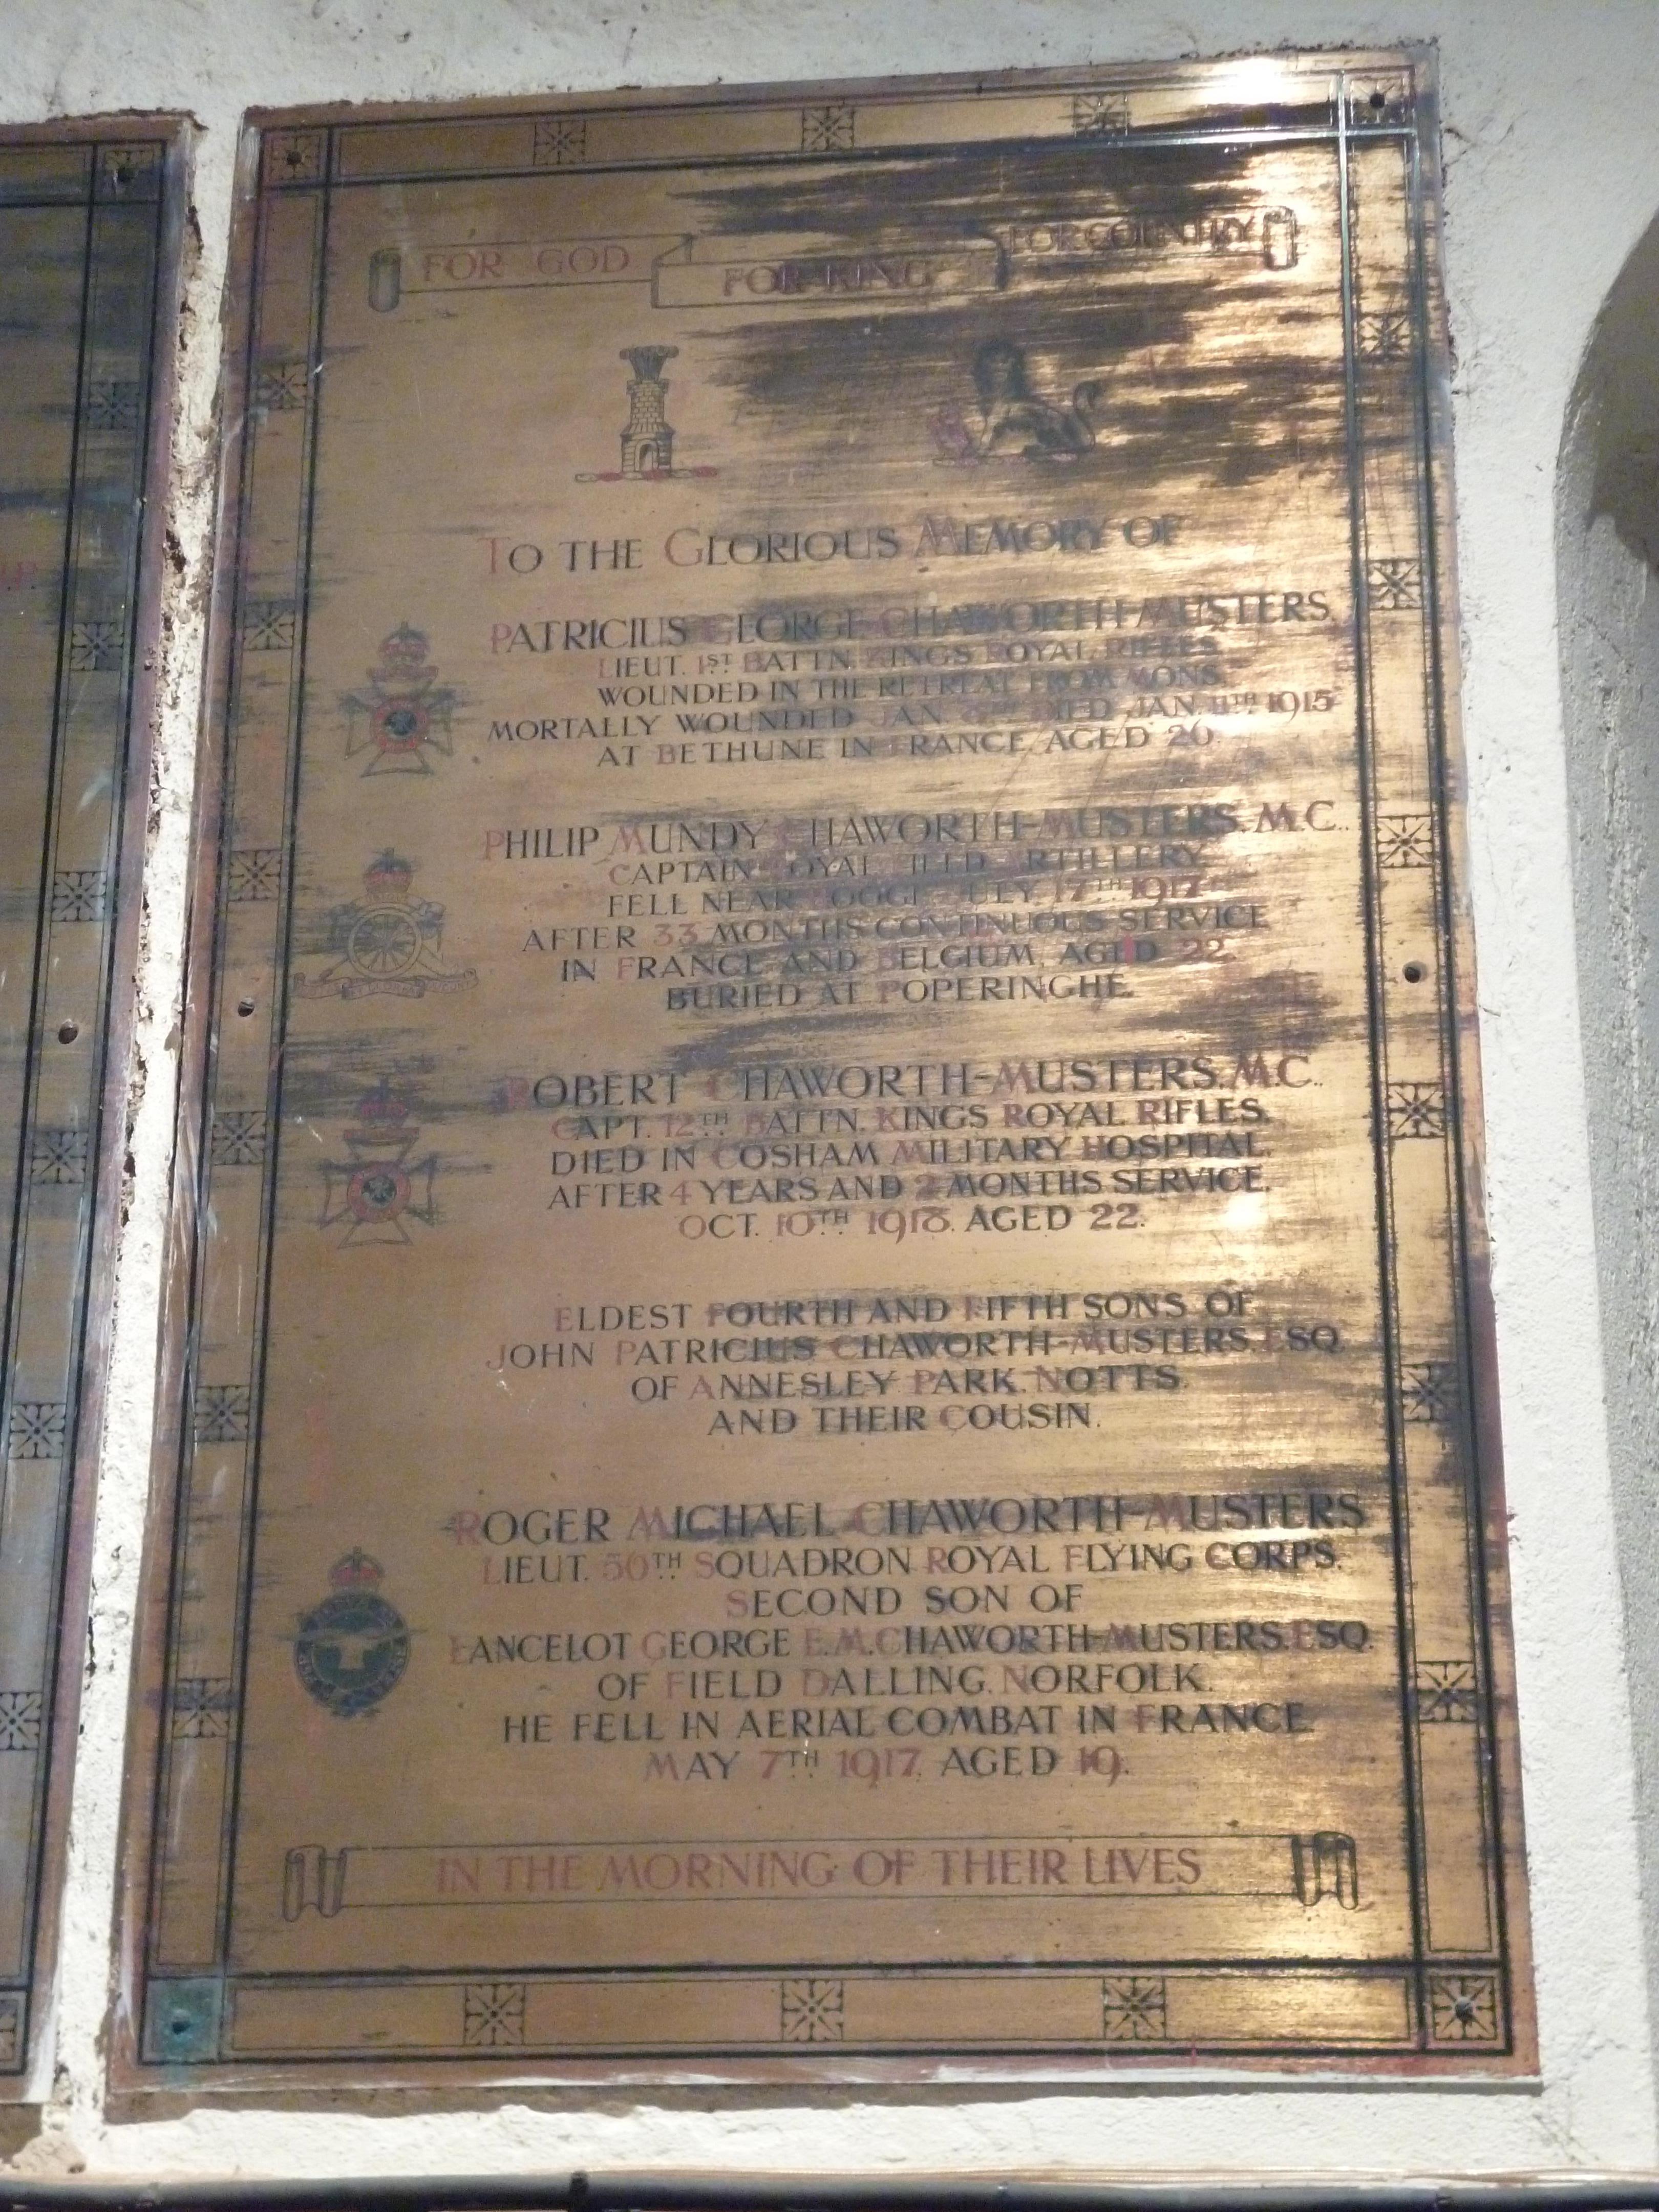 FOR GOD FOR KING FOR COUNTRY
TO THE GLORIOUS MEMORY OF
PATRICIUS GEORGE CHAWORTH-MUSTERS,
LIEUT. 1ST BATTN. KINGS ROYAL RIFLES.
WOUNDED IN THE RETREAT FROM MONS.
MORTALLY WOUNDED JAN DIED JAN. 1915
AT BETHUNE IN FRANCE, AGED 26.
PHILIP MUNDY CHAWORTH-MUSTERS, M.C.,
CAPTAIN ROYAL FIELD ARTILLERY.
FELL NEAR HOOGE JULY 17TH 1917
AFTER 33 MONTHS CONTINUOUS SERVICE
IN FRANCE AND BELGIUM, AGED 22.
BURIED AT POPERINGHE.
ROBERT CHAWORTH-MUSTERS, M.C.,
CAPT. 12TH BATTN. KINGS ROYAL RIFLES.
DIED IN COSHAM MILITARY HOSPITAL,
AFTER 4 YEARS AND 2 MONTHS SERVICE.
OCT. 10TH 1918. AGED 22.
ELDEST FOURTH AND FIFTH SONS OF
JOHN PATRICIUS CHAWORTH-MUSTERS, ESQ
OF ANNESLEY PARK, NOTTS.
AND THEIR COUSIN.
ROGER MICHAEL CHAWORTH-MUSTERS
LIEUT. 56TH SQUADRON ROYAL FLYING CORPS.
SECOND SON OF
LANCELOT GEORGE E.M.CHAWORTH-MUSTERS, ESQ.
OF FIELD DALLING, NORFOLK.
HE FELL IN AERIAL COMBAT IN FRANCE
MAY 7TH 1917. AGED 19.
IN THE MORNING OF THEIR LIVES